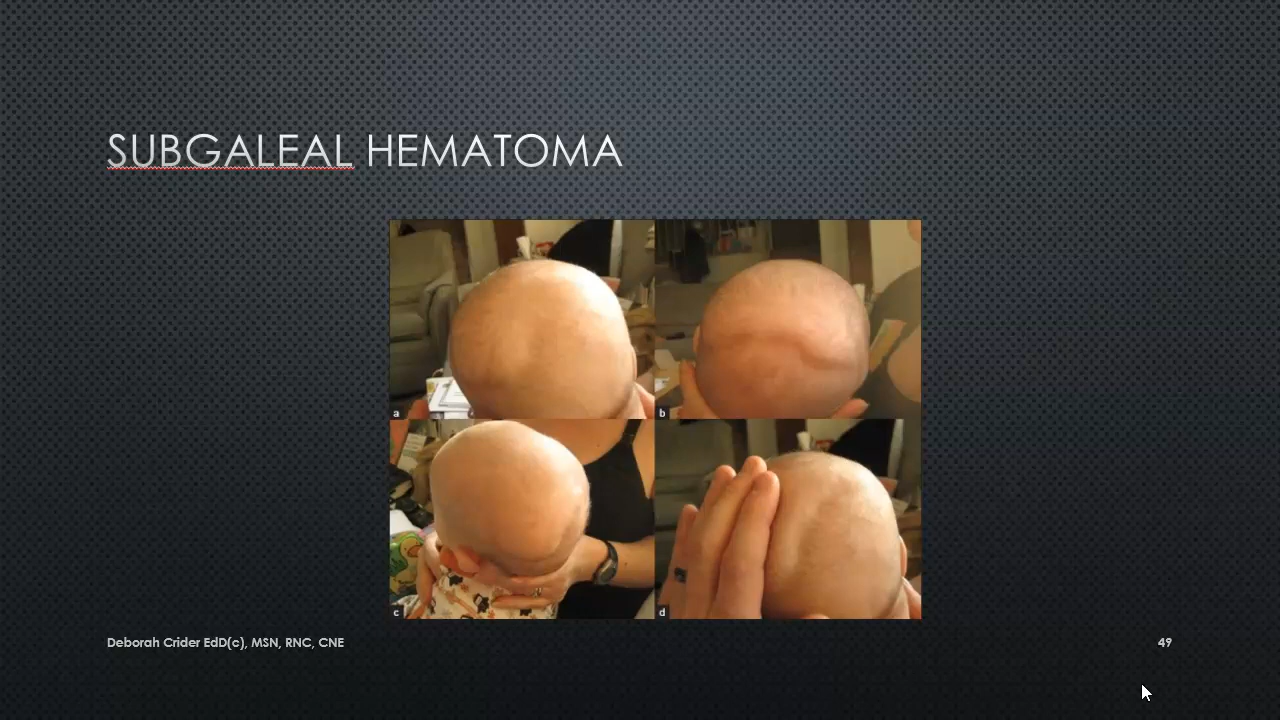 SUBGALEAL HEMATOMA
a
b
c
d
Deborah Crider EdD(c), MSN, RNC, CNE
49